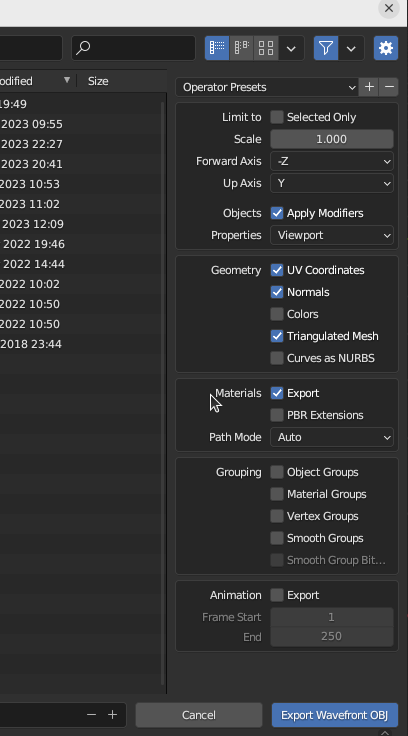 odified Size
19:49
2023 09:55
2023 22:27
2023 20:41
2023 10:53
2023 11:02
2023 12:09
2022 19:46
2022 14:44
2022 10:02
2022 10:50
2022 10:50
2018 23:44
Operator Presets
Limit to Selected Only
Scale 1.000
Forward Axis -Z
Up Axis Y
Objects Apply Modifiers
Properties Viewport
Geometry UV Coordinates
Normals
Colors
Triangulated Mesh
Curves as NURBS
Materials Export
PBR Extensions
Path Mode Auto
Grouping Object Groups
Material Groups
Vertex Groups
Smooth Groups
Smooth Group Bit...
Animation Export
Frame Start 1
End 250
Cancel Export Wavefront OBJ